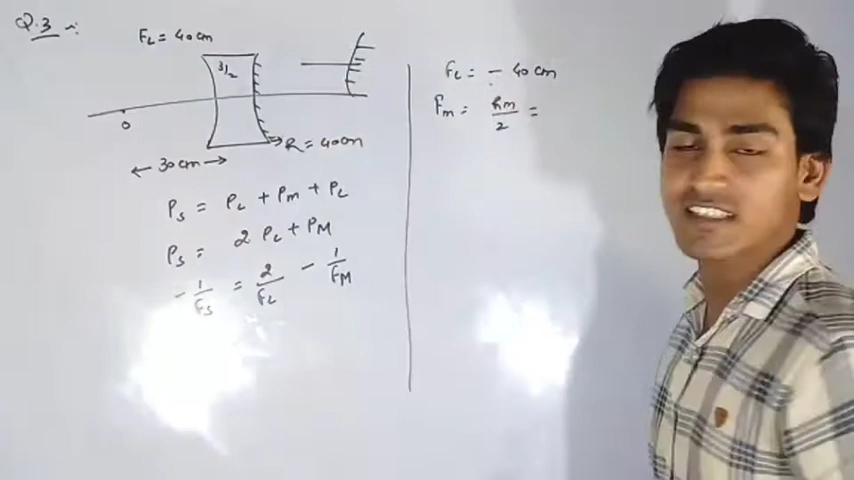 Q.3 :-
FL = 40cm
3/2
O
← 30cm →
R = 40cm
Ps = PL + Pm + PL
Ps = 2 PL + PM
- 1/Fs = 2/FL - 1/FM
FL = - 40 cm
Fm = Rm/2 =